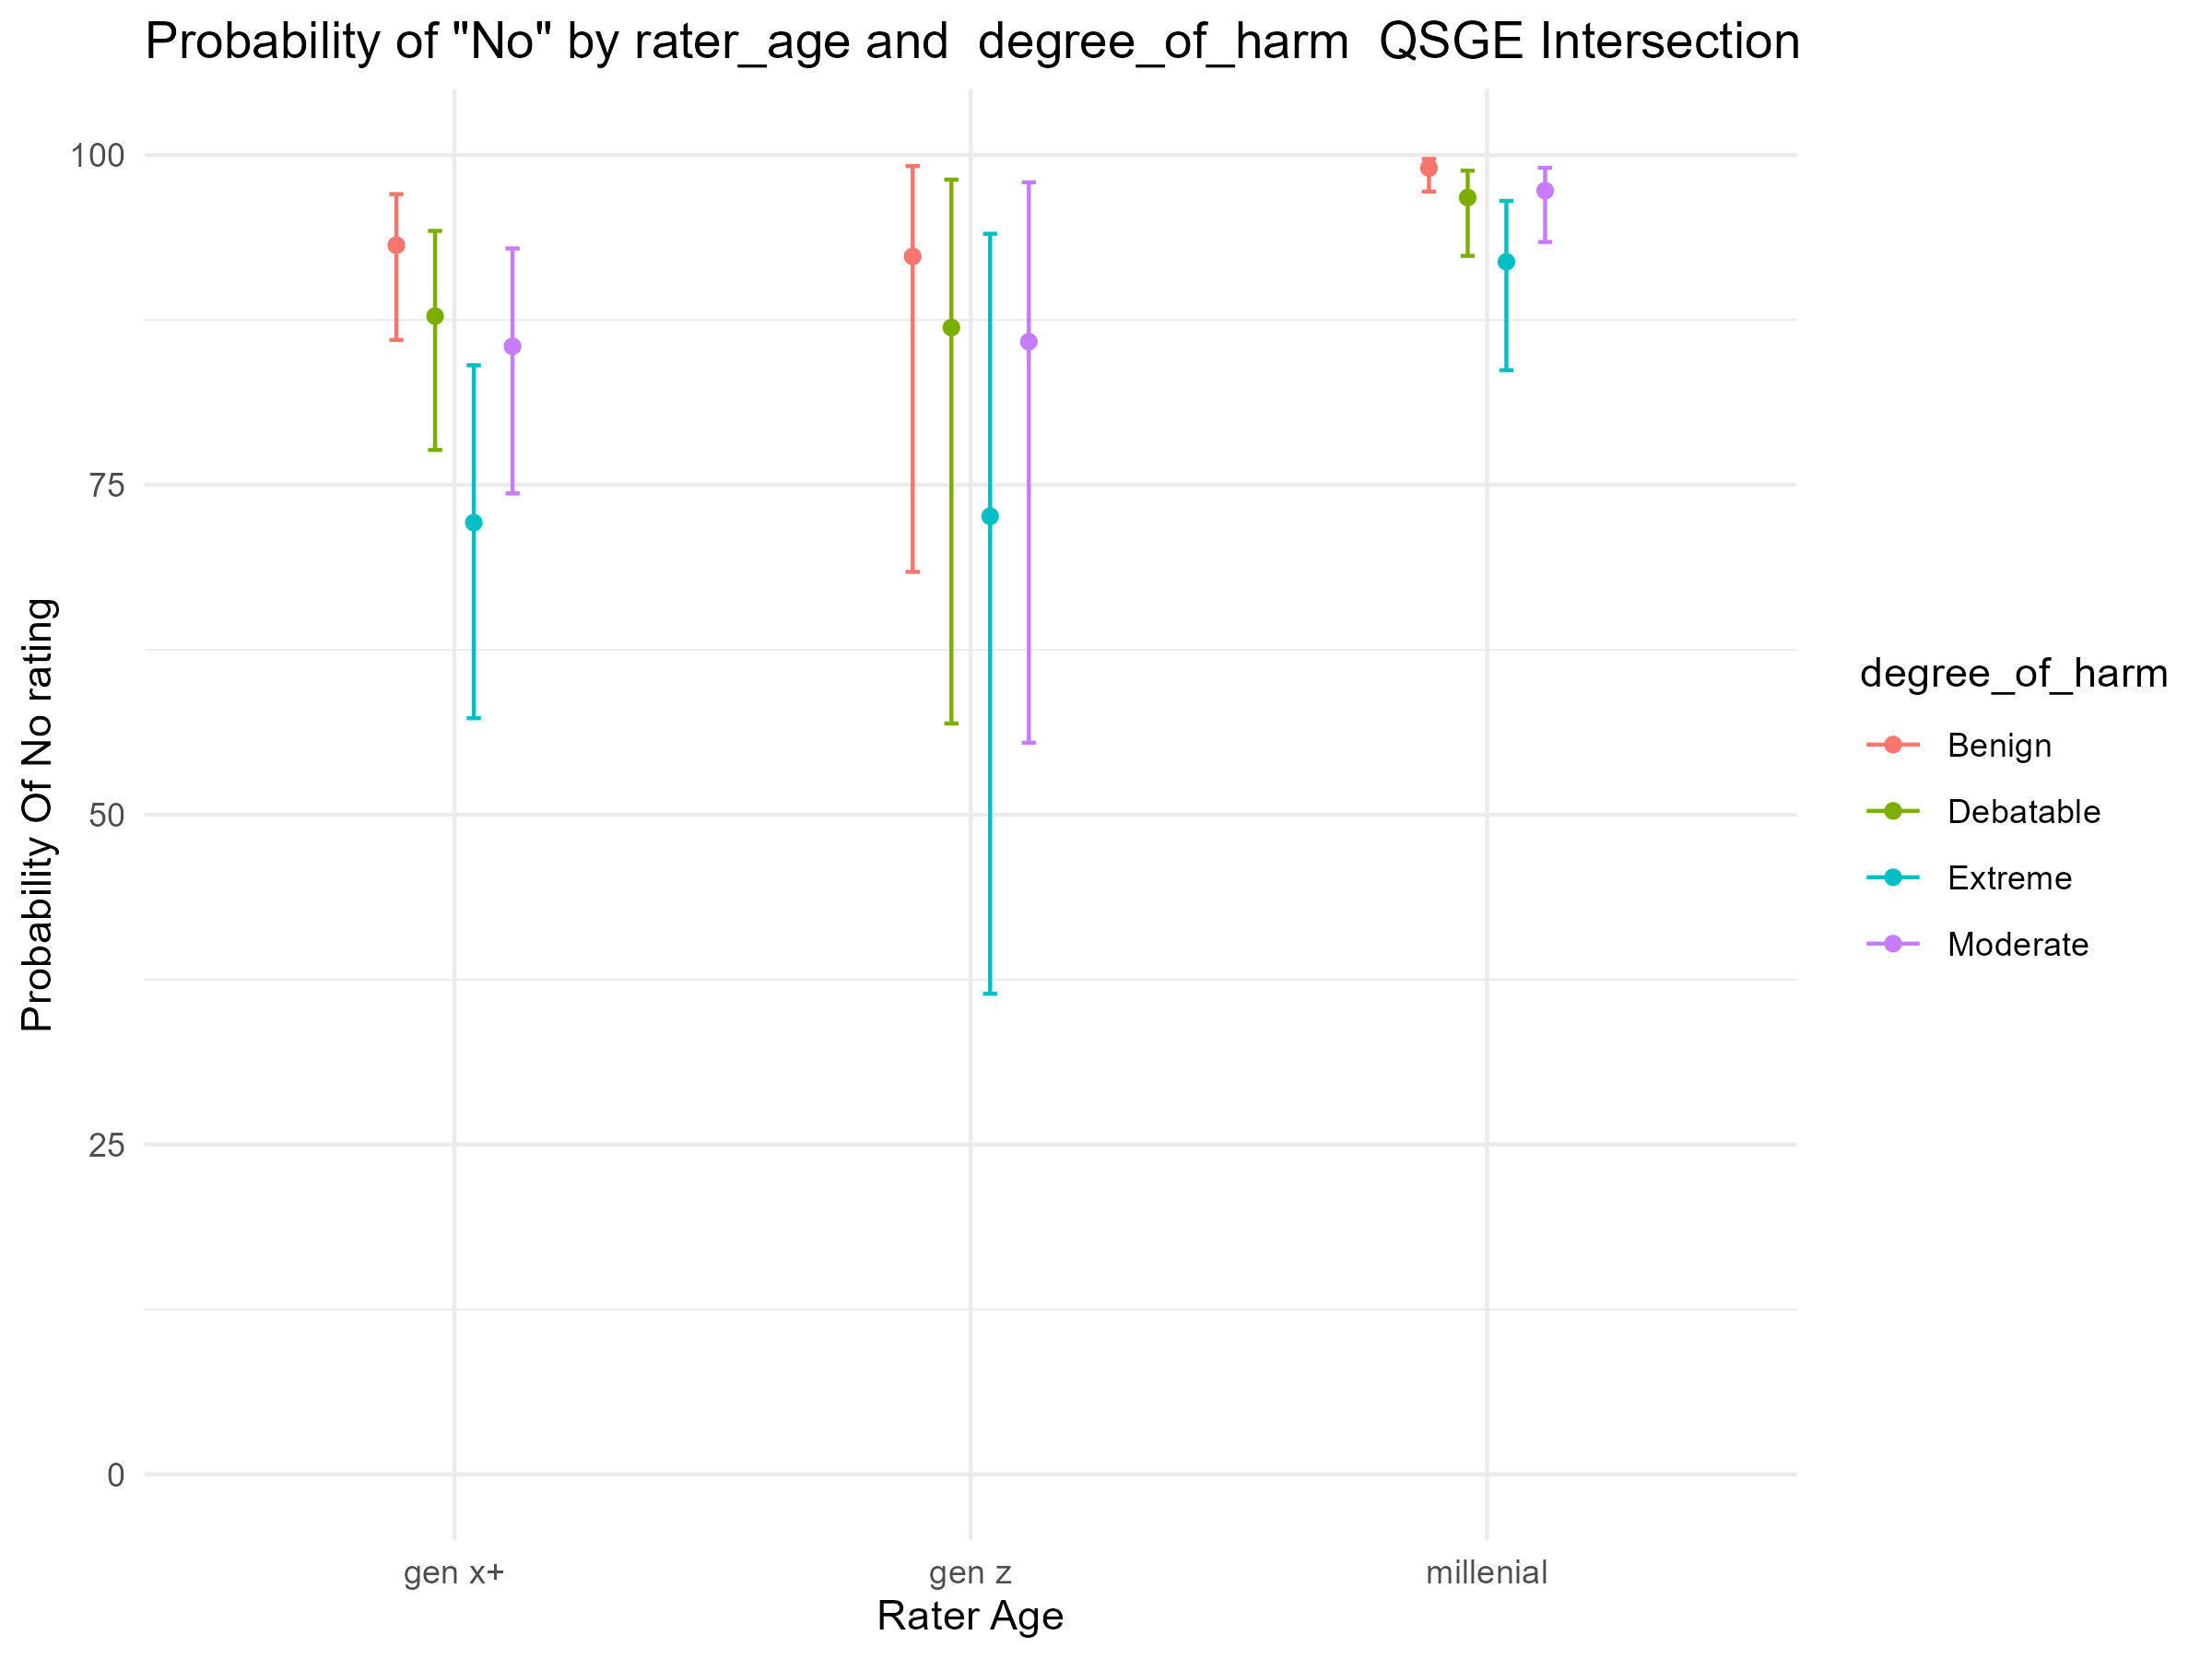 Probability of "No" by rater_age and  degree_of_harm  QSGE Intersection
Probability Of No rating
100
75
50
25
0
gen x+
gen z
millenial
Rater Age
degree_of_harm
Benign
Debatable
Extreme
Moderate